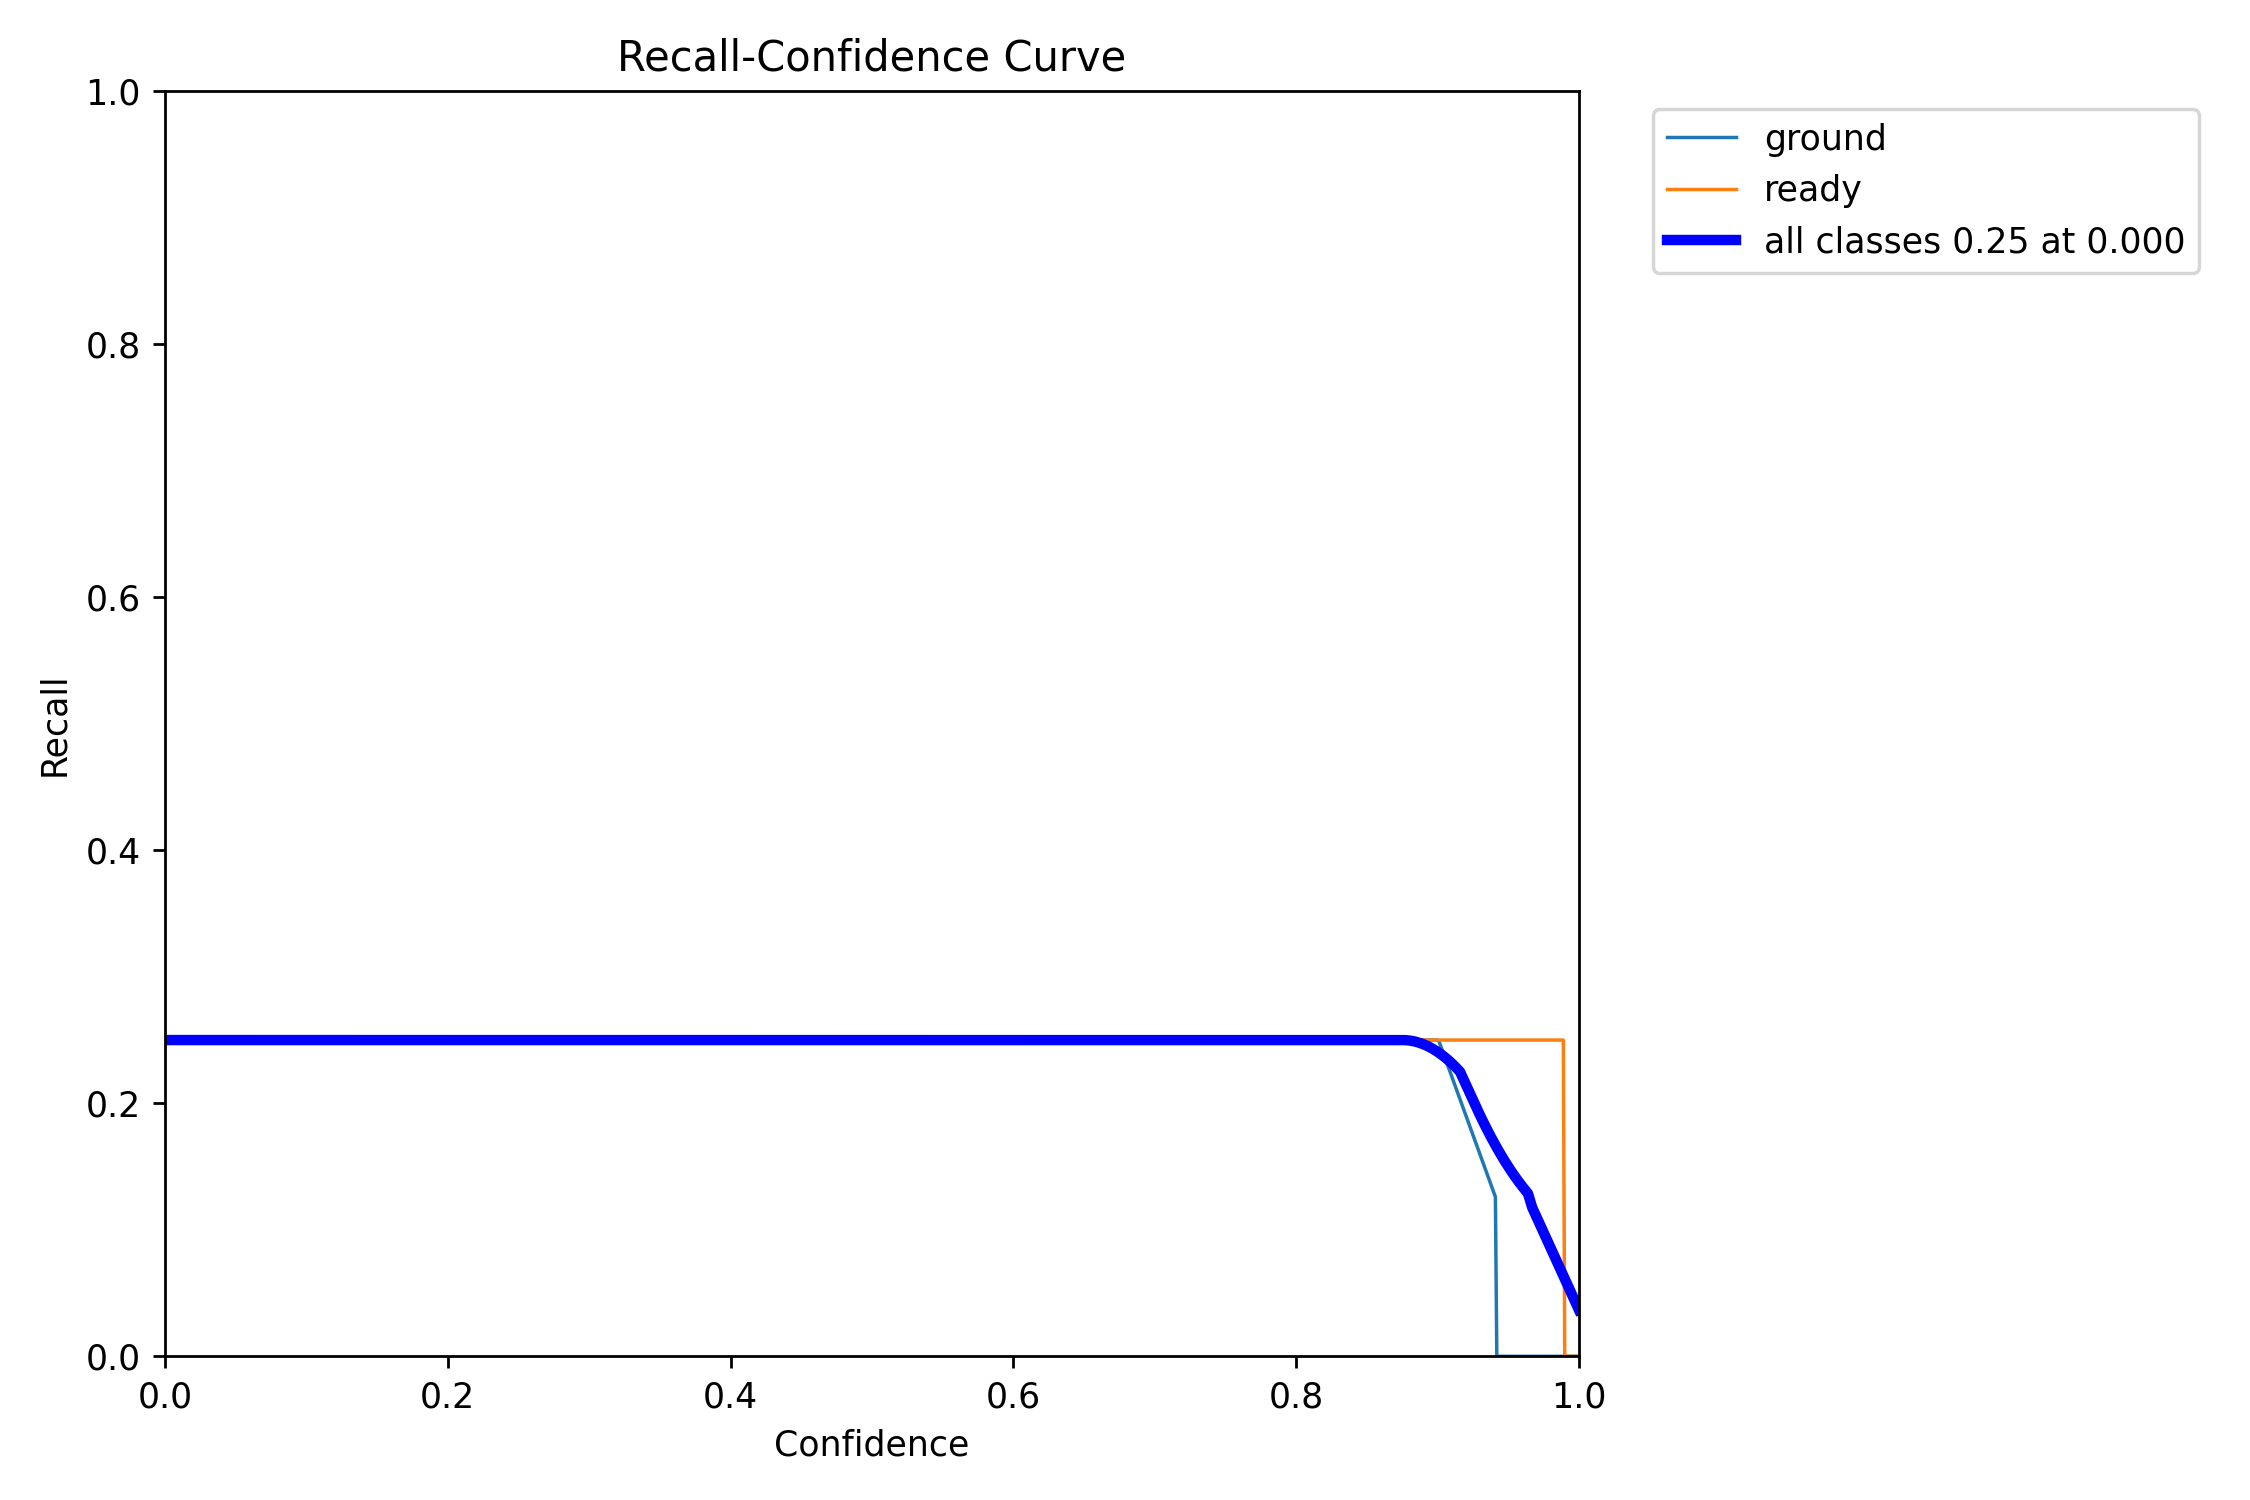 Recall-Confidence Curve
1.0
0.8
0.6
0.4
0.2
0.0
Recall
0.0 0.2 0.4 0.6 0.8 1.0
Confidence
ground
ready
all classes 0.25 at 0.000